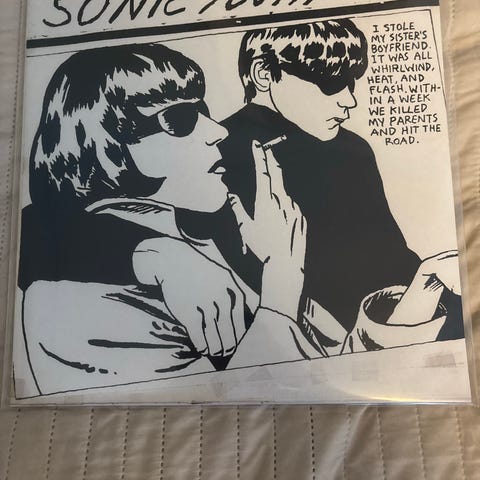 SONIC YOUTH
I STOLE
MY SISTER'S
BOYFRIEND.
IT WAS ALL
WHIRLWIND,
HEAT, AND
FLASH. WITH-
IN A WEEK
WE KILLED
MY PARENTS
AND HIT THE
ROAD.